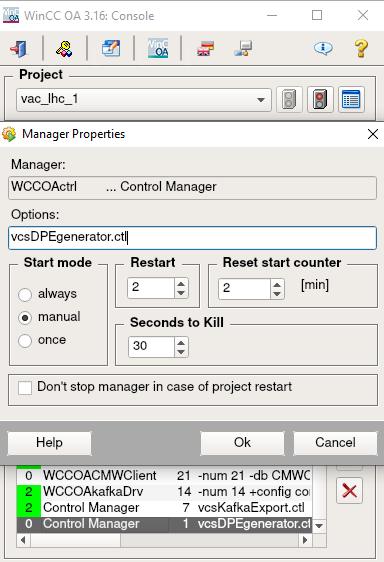 WinCC OA 3.16: Console
WinCC OA
Project
vac_lhc_1
Manager Properties
Manager:
WCCOActrl ... Control Manager
Options:
vcsDPEgenerator.ctl
Start mode
always
manual
once
Restart
2
Reset start counter
2 [min]
Seconds to Kill
30
Don't stop manager in case of project restart
Help Ok Cancel
0 WCCOACMWClient 21 -num 21 -db CMWC
2 WCCOAkafkaDrv 14 -num 14 +config co
2 Control Manager 7 vcsKafkaExport.ctl
0 Control Manager 1 vcsDPEgenerator.ct